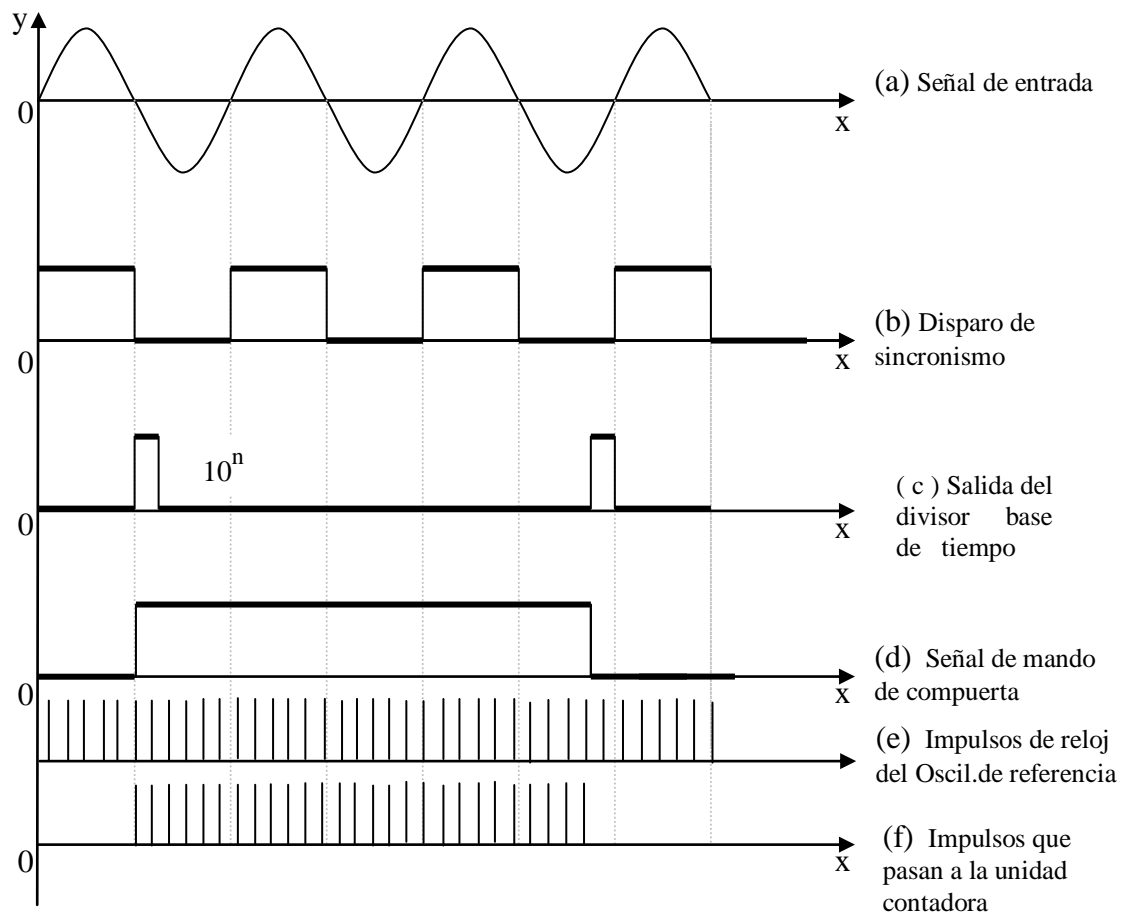 y
(a) Señal de entrada
0
x
(b) Disparo de
sincronismo
0
x
10^n
( c ) Salida del
divisor base
de tiempo
0
x
(d) Señal de mando
de compuerta
0
x
(e) Impulsos de reloj
del Oscil.de referencia
(f) Impulsos que
pasan a la unidad
contadora
0
x